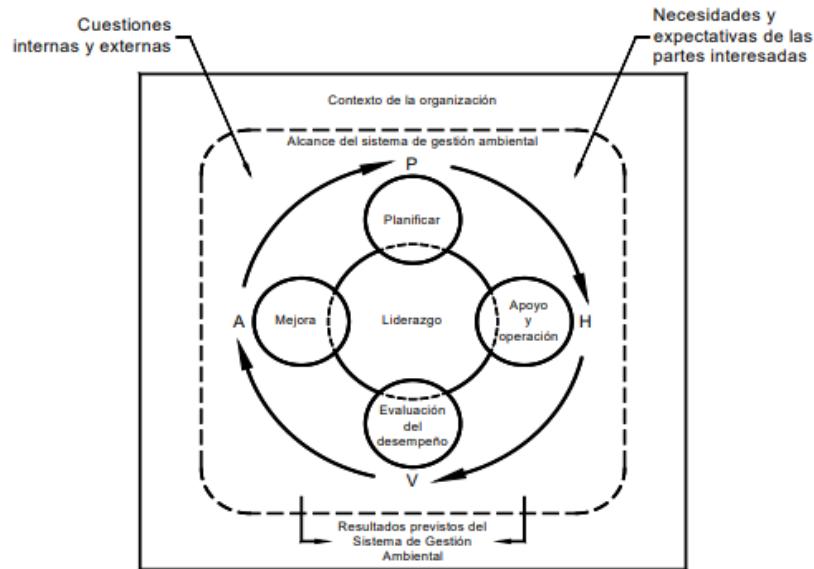 Cuestiones
internas y externas
Necesidades y
expectativas de las
partes interesadas
Contexto de la organización
Alcance del sistema de gestión ambiental
P
Planificar
A
Mejora
Liderazgo
Apoyo
y
operación
H
Evaluación
del
desempeño
V
Resultados previstos del
Sistema de Gestión
Ambiental